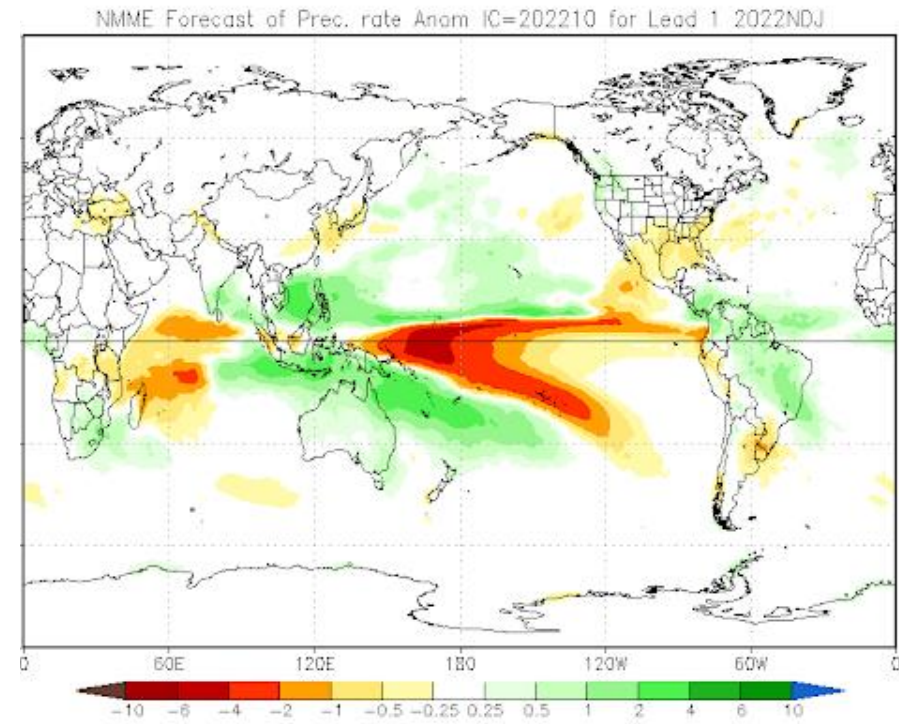 NMME Forecast of Prec. rate Anom IC=202210 for Lead 1 2022NDJ
0 60E 120E 180 120W 60W 0
-10 -6 -4 -2 -1 -0.5 -0.25 0.25 0.5 1 2 4 6 10